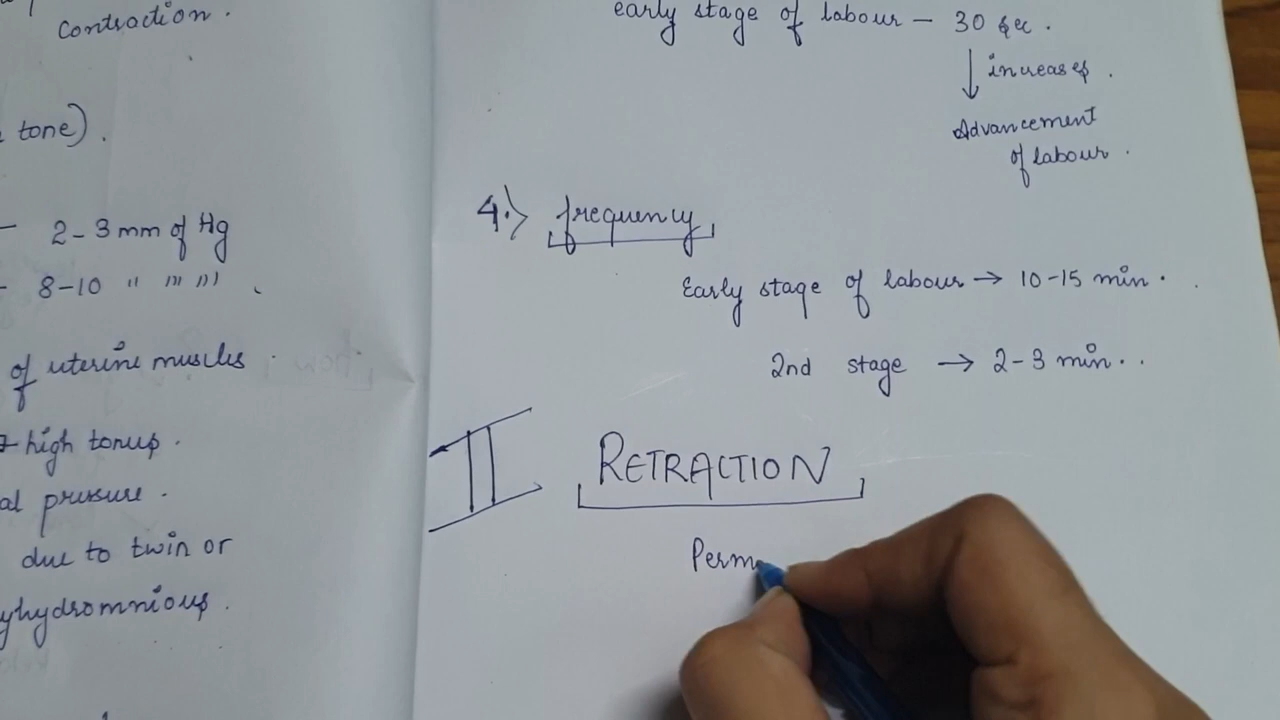 contraction.
tone).
2-3 mm of Hg
8-10 " "' "'
of uterine muscles.
high tonus.
al pressure.
due to twin or
yhydromnious.
early stage of labour - 30 sec.
↓ increases.
Advancement
of labour.
4.) frequency
Early stage of labour → 10-15 min.
2nd stage → 2-3 min..
II RETRACTION
Perm